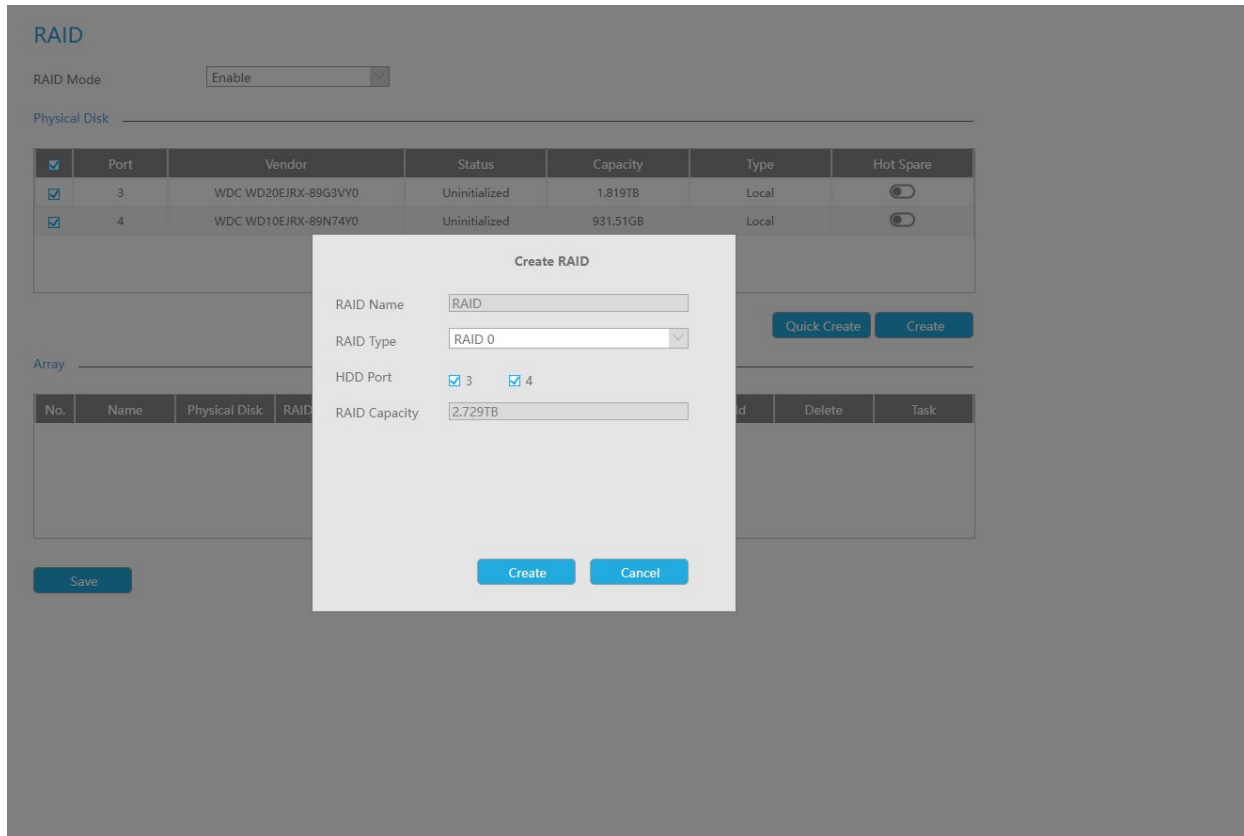 RAID
RAID Mode Enable
Physical Disk
Port Vendor Status Capacity Type Hot Spare
3 WDC WD20EJRX-89G3VY0 Uninitialized 1.819TB Local
4 WDC WD10EJRX-89N74Y0 Uninitialized 931.51GB Local
Create RAID
RAID Name RAID
RAID Type RAID 0
HDD Port 3 4
RAID Capacity 2.729TB
Create Cancel
Quick Create Create
Array
No. Name Physical Disk RAID Delete Task
Save